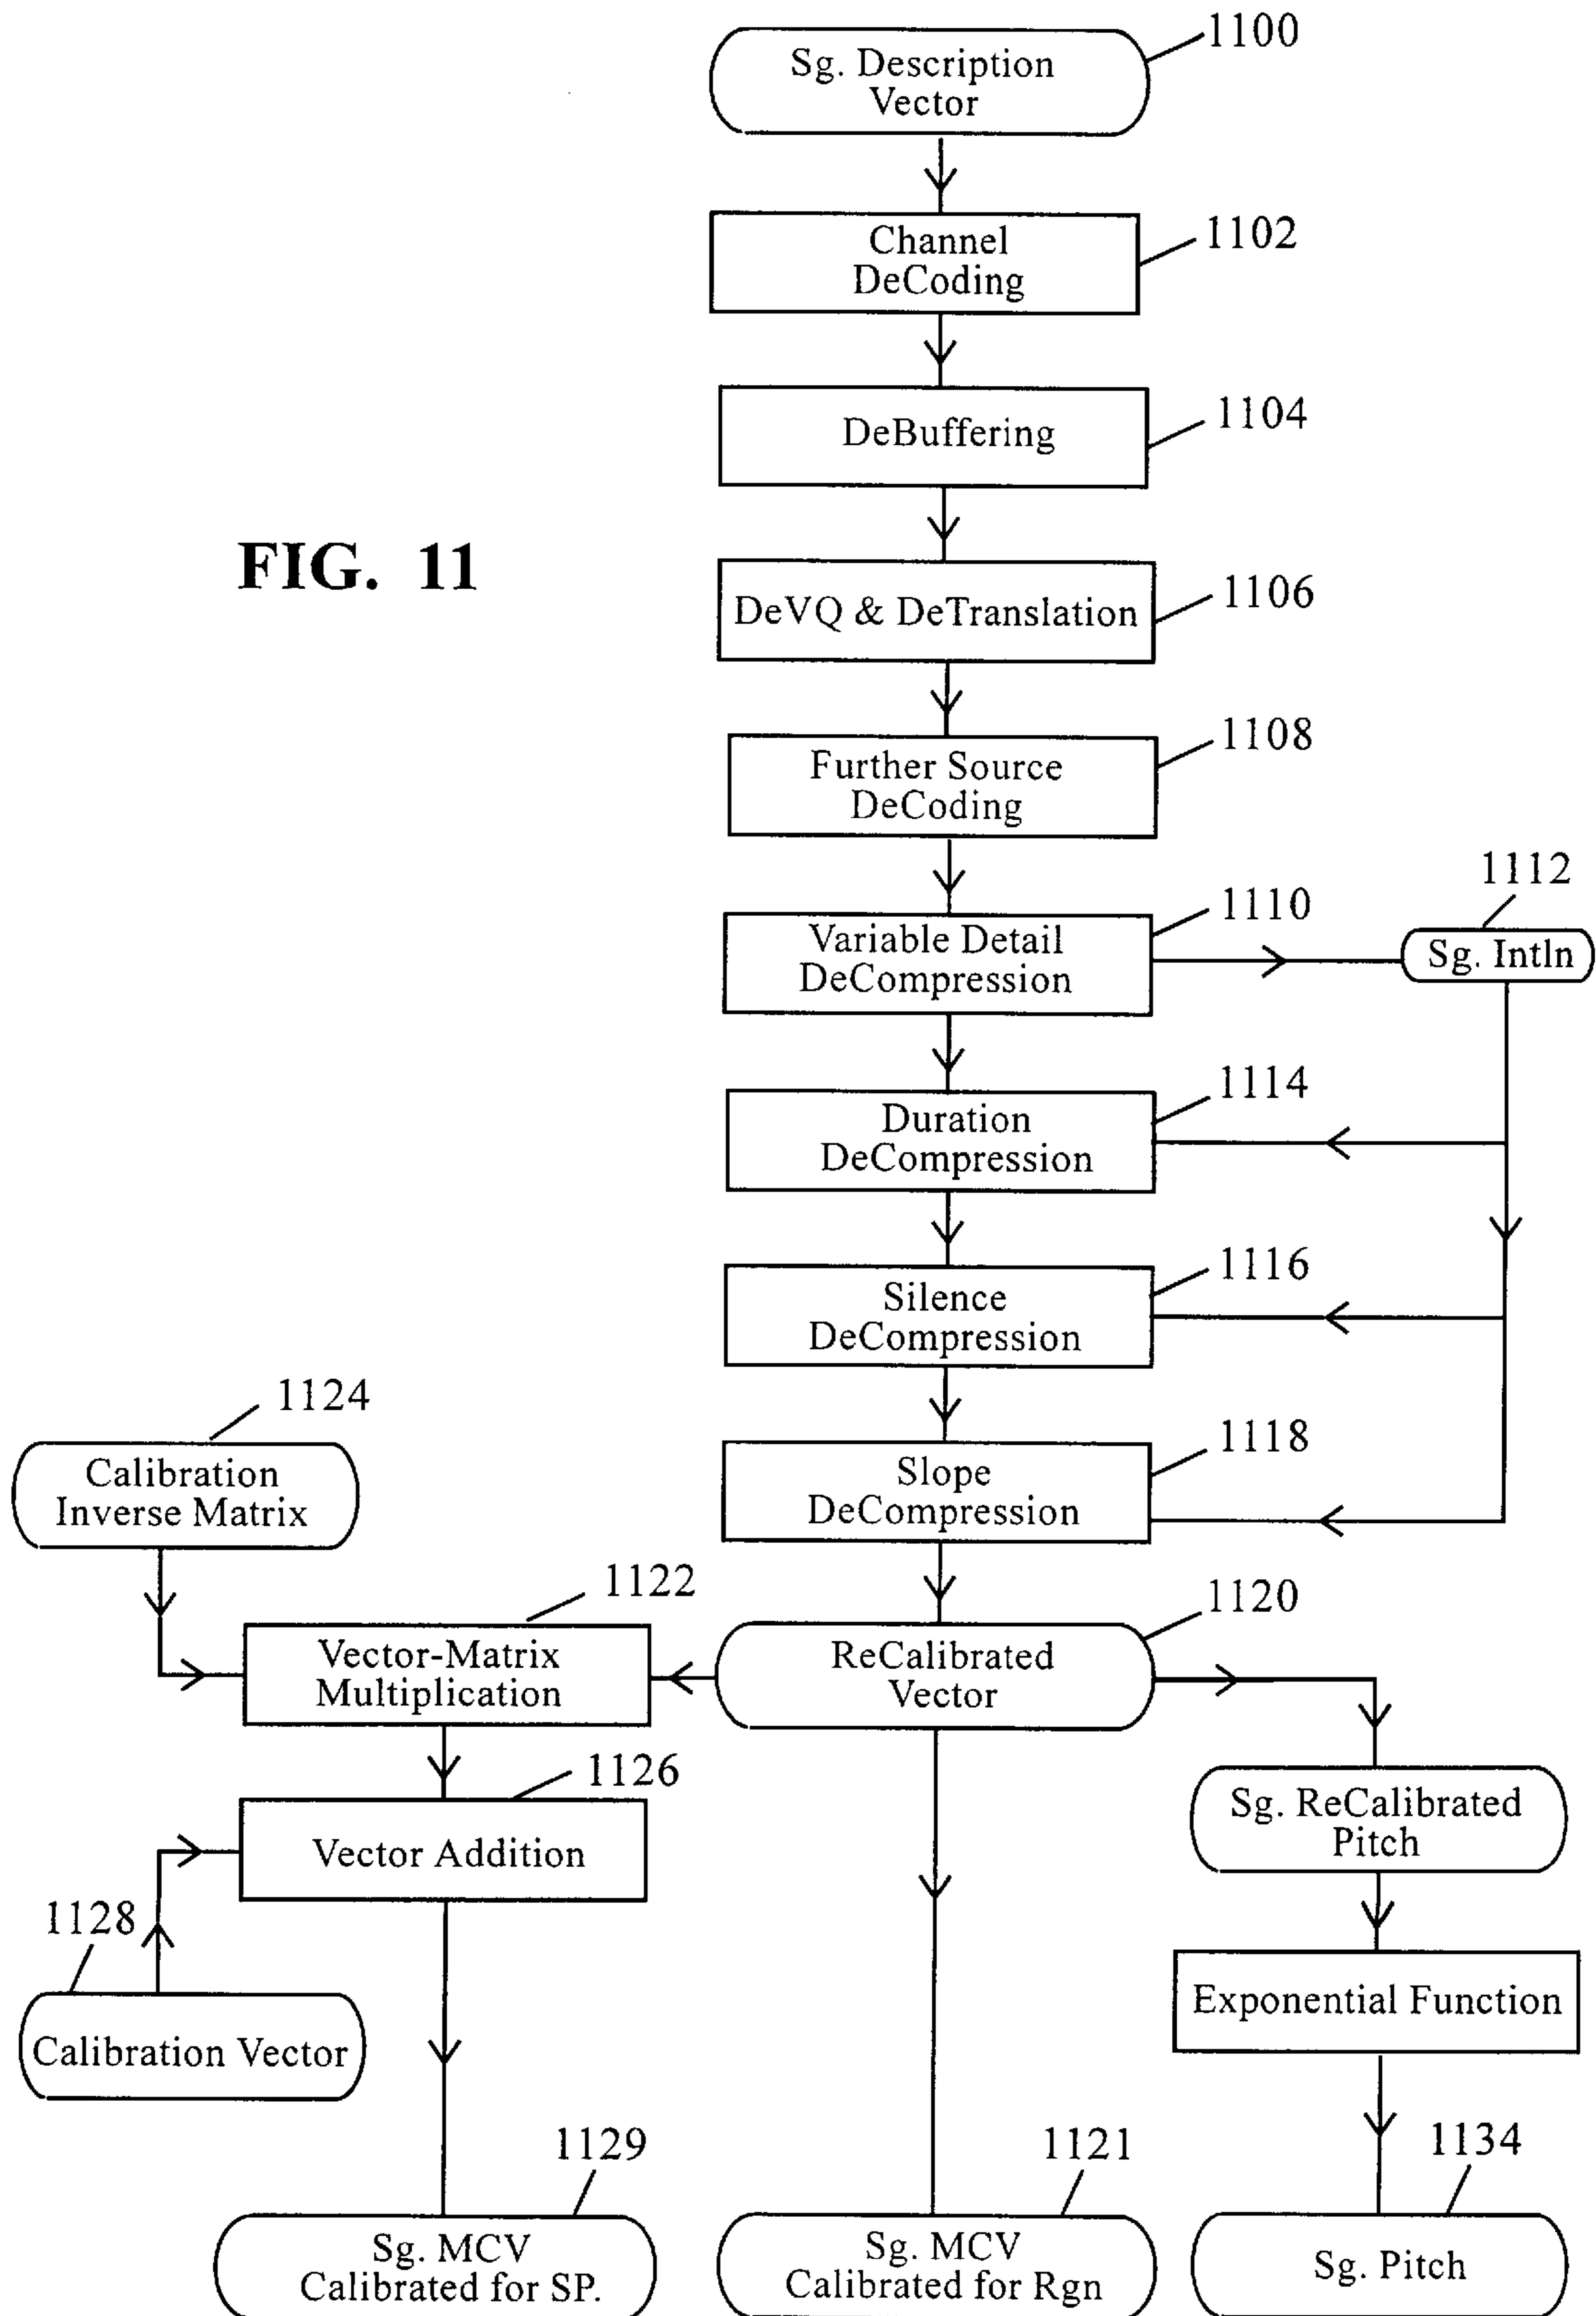 1100
Sg. Description
Vector
1102
Channel
DeCoding
1104
DeBuffering
FIG. 11
1106
DeVQ & DeTranslation
1108
Further Source
DeCoding
1112
1110
Variable Detail
DeCompression
Sg. Intln
1114
Duration
DeCompression
1116
Silence
DeCompression
1124
Calibration
Inverse Matrix
1118
Slope
DeCompression
1122
Vector-Matrix
Multiplication
1120
ReCalibrated
Vector
1126
Vector Addition
Sg. ReCalibrated
Pitch
1128
Calibration Vector
Exponential Function
1129
Sg. MCV
Calibrated for SP.
1121
Sg. MCV
Calibrated for Rgn
1134
Sg. Pitch